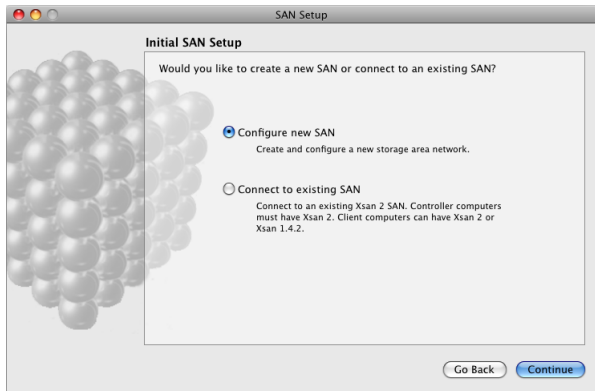 SAN Setup
Initial SAN Setup
Would you like to create a new SAN or connect to an existing SAN?
Configure new SAN
Create and configure a new storage area network.
Connect to existing SAN
Connect to an existing Xsan 2 SAN. Controller computers
must have Xsan 2. Client computers can have Xsan 2 or
Xsan 1.4.2.
Go Back
Continue